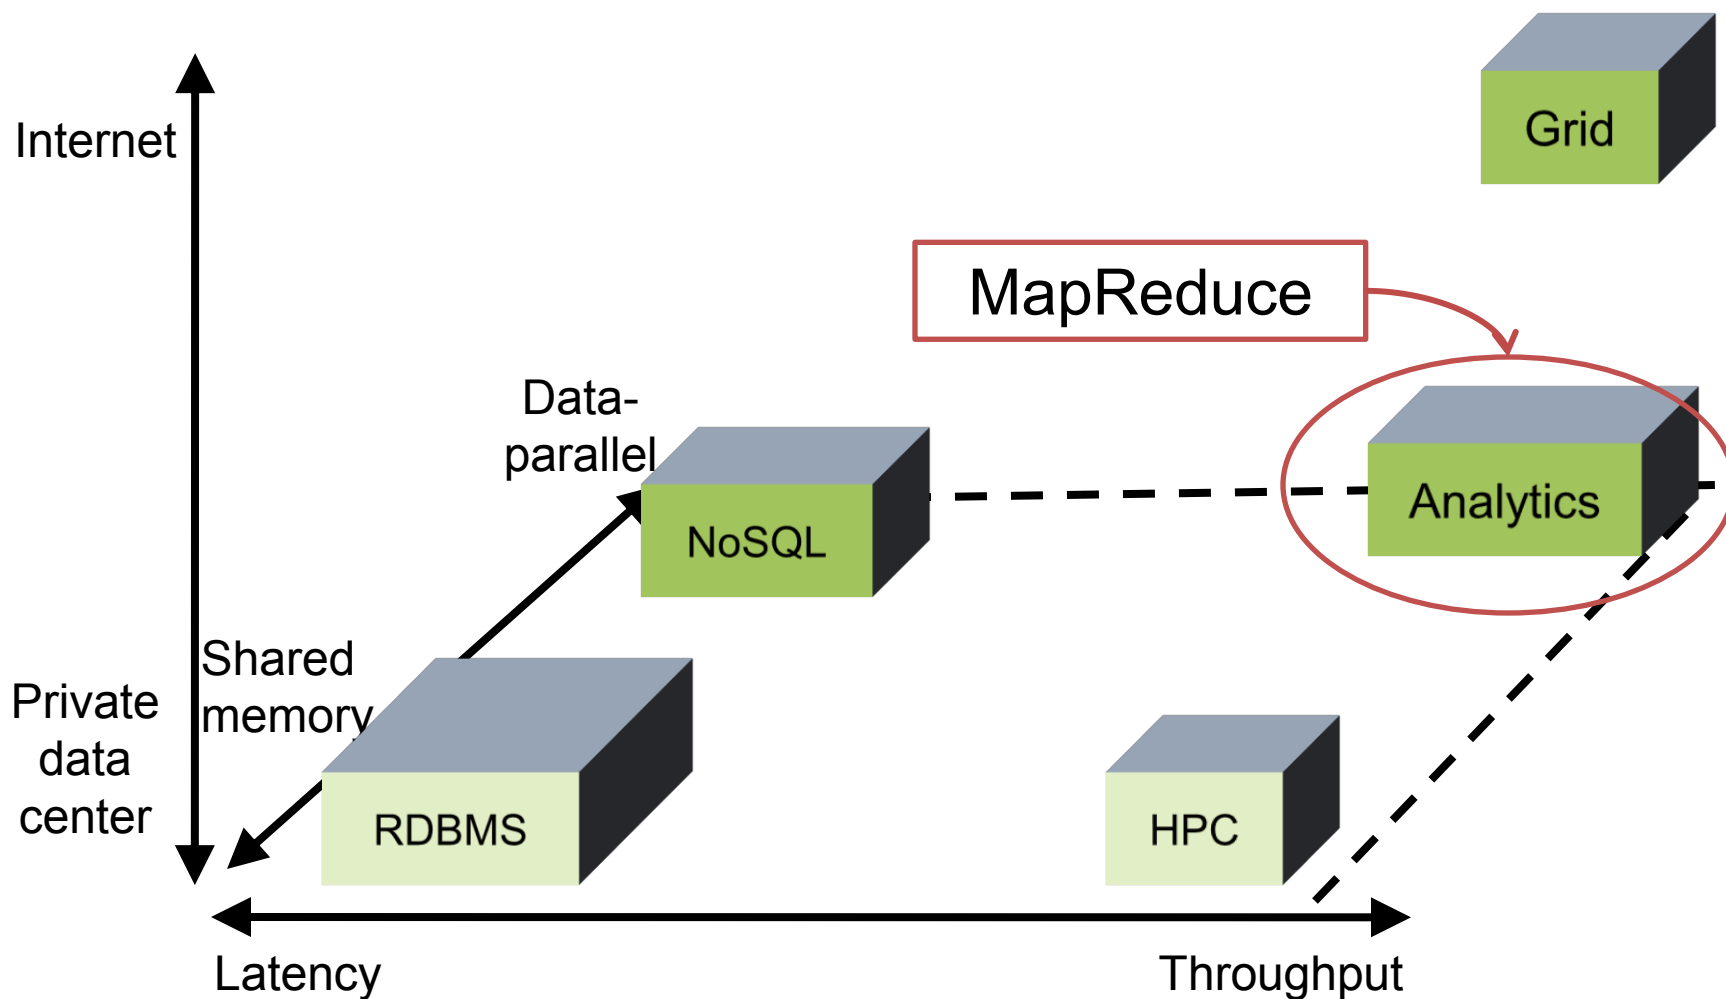 Internet
Grid
MapReduce
Data-
parallel
Analytics
NoSQL
Shared
memory
Private
data
center
RDBMS
HPC
Latency
Throughput